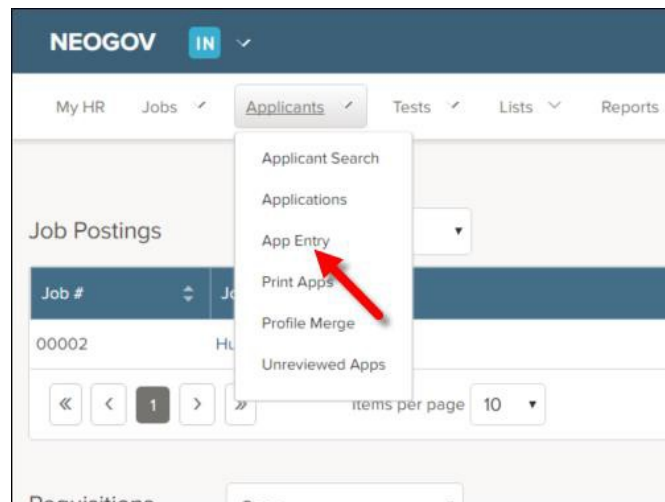 NEOGOV IN
My HR Jobs Applicants Tests Lists Reports
Applicant Search
Applications
Job Postings
App Entry
Job #
Print Apps
Profile Merge
00002 Hu
Unreviewed Apps
« < 1 > » Items per page 10